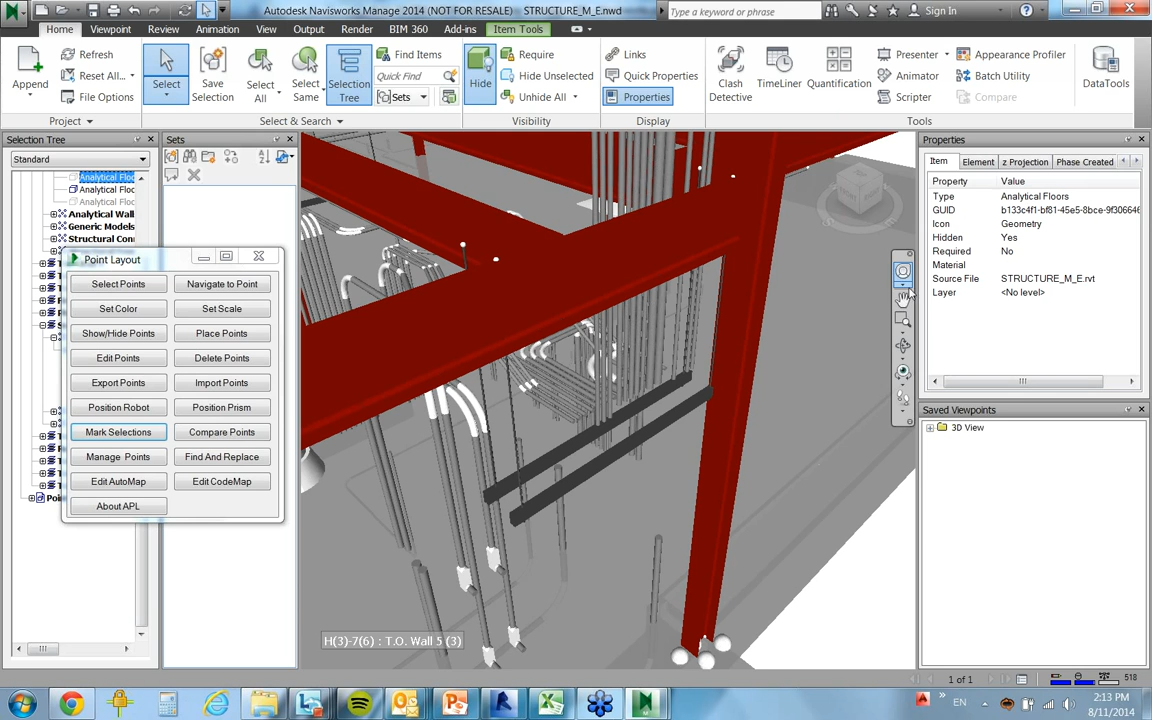 Autodesk Navisworks Manage 2014 (NOT FOR RESALE) STRUCTURE_M_E.nwd
Type a keyword or phrase
Sign In
Home Viewpoint Review Animation View Output Render BIM 360 Add-ins Item Tools
Append
Refresh
Reset All...
File Options
Project
Select
Save Selection
Select All
Select Same
Selection Tree
Find Items
Quick Find
Sets
Select & Search
Hide
Require
Hide Unselected
Unhide All
Visibility
Links
Quick Properties
Properties
Display
Clash Detective
TimeLiner
Quantification
Presenter
Animator
Scripter
Appearance Profiler
Batch Utility
Compare
Tools
DataTools
Selection Tree
Standard
Analytical Floo
Analytical Floo
Analytical Floo
Analytical Wall
Generic Models
Structural Con
Sets
Point Layout
Select Points Navigate to Point
Set Color Set Scale
Show/Hide Points Place Points
Edit Points Delete Points
Export Points Import Points
Position Robot Position Prism
Mark Selections Compare Points
Manage Points Find And Replace
Edit AutoMap Edit CodeMap
About APL
H(3)-7(6) : T.O. Wall 5 (3)
Properties
Item Element z Projection Phase Created
Property Value
Type Analytical Floors
GUID b133c4f1-bf81-45e5-8bce-9f306646
Icon Geometry
Hidden Yes
Required No
Material
Source File STRUCTURE_M_E.rvt
Layer <No level>
Saved Viewpoints
3D View
1 of 1
518
EN
2:13 PM
8/11/2014